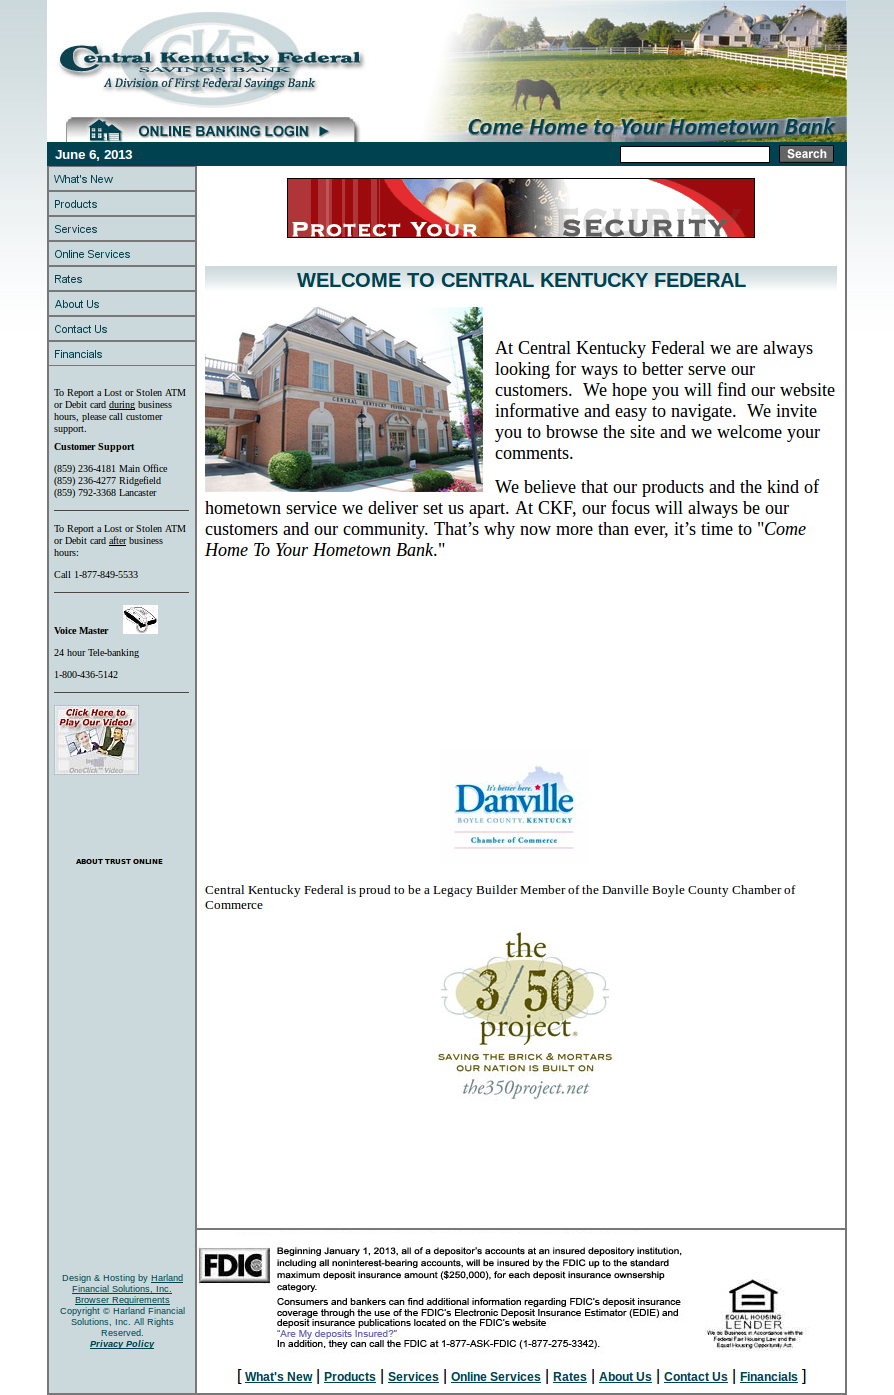 CKF
Central Kentucky Federal
SAVINGS BANK
A Division of First Federal Savings Bank
ONLINE BANKING LOGIN
Come Home to Your Hometown Bank
June 6, 2013
Search
What's New
Products
Services
Online Services
Rates
About Us
Contact Us
Financials
To Report a Lost or Stolen ATM
or Debit card during business
hours, please call customer
support.
Customer Support
(859) 236-4181 Main Office
(859) 236-4277 Ridgefield
(859) 792-3368 Lancaster
To Report a Lost or Stolen ATM
or Debit card after business
hours:
Call 1-877-849-5533
Voice Master
24 hour Tele-banking
1-800-436-5142
Click Here to
Play Our Video!
OneClick™ Video
ABOUT TRUST ONLINE
Design & Hosting by Harland
Financial Solutions, Inc.
Browser Requirements
Copyright © Harland Financial
Solutions, Inc. All Rights
Reserved.
Privacy Policy
PROTECT YOUR SECURITY
WELCOME TO CENTRAL KENTUCKY FEDERAL
CENTRAL KENTUCKY FEDERAL SAVINGS BANK
At Central Kentucky Federal we are always
looking for ways to better serve our
customers.  We hope you will find our website
informative and easy to navigate.  We invite
you to browse the site and we welcome your
comments.
We believe that our products and the kind of
hometown service we deliver set us apart. At CKF, our focus will always be our
customers and our community. That’s why now more than ever, it’s time to "Come
Home To Your Hometown Bank."
It's better here.
Danville
BOYLE COUNTY, KENTUCKY
Chamber of Commerce
Central Kentucky Federal is proud to be a Legacy Builder Member of the Danville Boyle County Chamber of
Commerce
the
3/50
project®
SAVING THE BRICK & MORTARS
OUR NATION IS BUILT ON
the350project.net
FDIC
Beginning January 1, 2013, all of a depositor's accounts at an insured depository institution,
including all noninterest-bearing accounts, will be insured by the FDIC up to the standard
maximum deposit insurance amount ($250,000), for each deposit insurance ownership
category.
Consumers and bankers can find additional information regarding FDIC's deposit insurance
coverage through the use of the FDIC's Electronic Deposit Insurance Estimator (EDIE) and
deposit insurance publications located on the FDIC's website
"Are My deposits Insured?"
In addition, they can call the FDIC at 1-877-ASK-FDIC (1-877-275-3342).
EQUAL HOUSING
LENDER
We do Business in Accordance with the
Federal Fair Housing Law and the
Equal Housing Opportunity Act.
[ What's New | Products | Services | Online Services | Rates | About Us | Contact Us | Financials ]